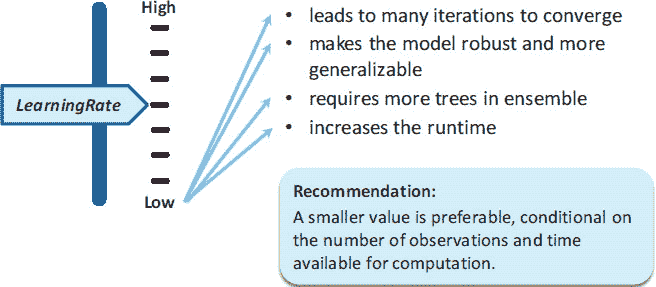 High
• leads to many iterations to converge
• makes the model robust and more
generalizable
LearningRate
• requires more trees in ensemble
• increases the runtime
Low
Recommendation:
A smaller value is preferable, conditional on
the number of observations and time
available for computation.